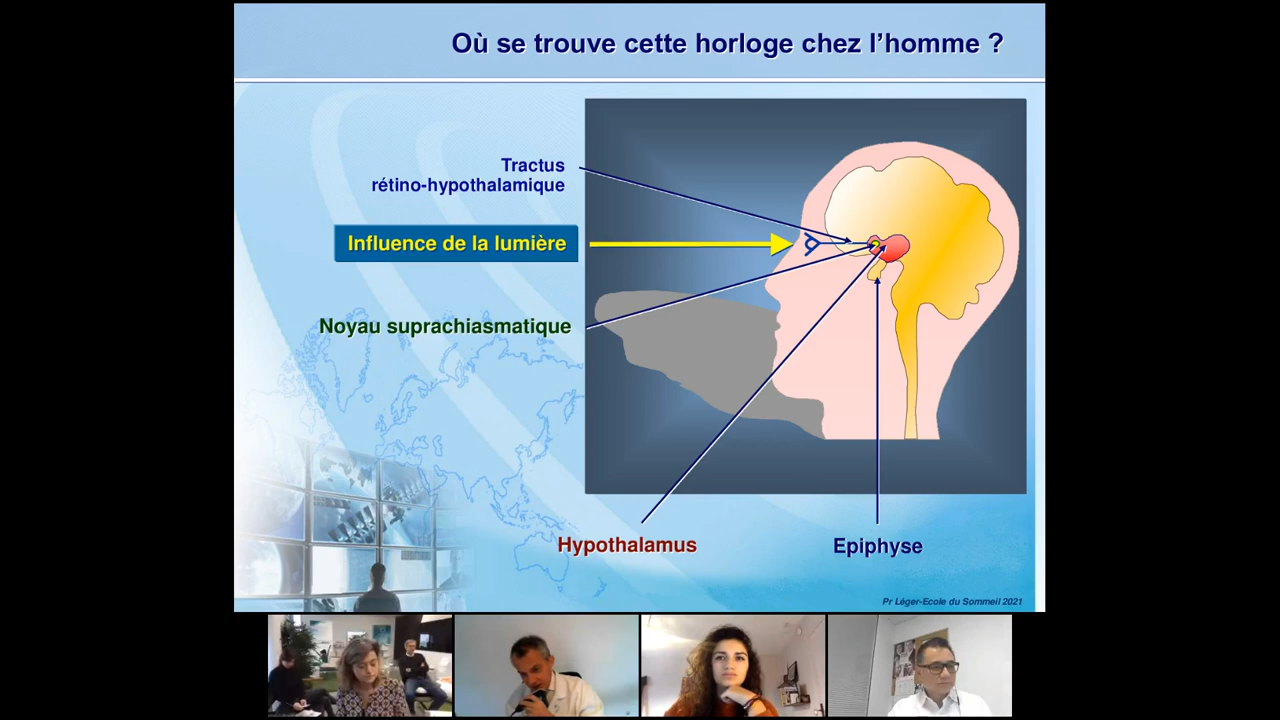 Où se trouve cette horloge chez l’homme ?
Tractus
rétino-hypothalamique
Influence de la lumière
Noyau suprachiasmatique
Hypothalamus
Epiphyse
Pr Léger-Ecole du Sommeil 2021